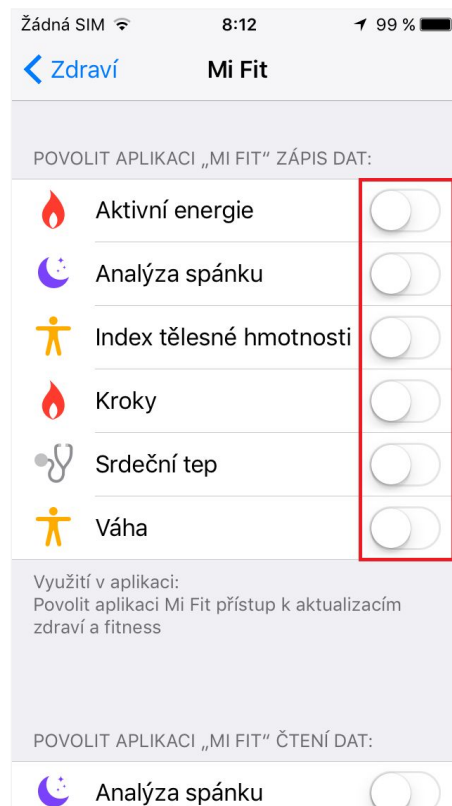 Žádná SIM 8:12 99 %
Zdraví Mi Fit
POVOLIT APLIKACI „MI FIT“ ZÁPIS DAT:
Aktivní energie
Analýza spánku
Index tělesné hmotnosti
Kroky
Srdeční tep
Váha
Využití v aplikaci:
Povolit aplikaci Mi Fit přístup k aktualizacím
zdraví a fitness
POVOLIT APLIKACI „MI FIT“ ČTENÍ DAT:
Analýza spánku